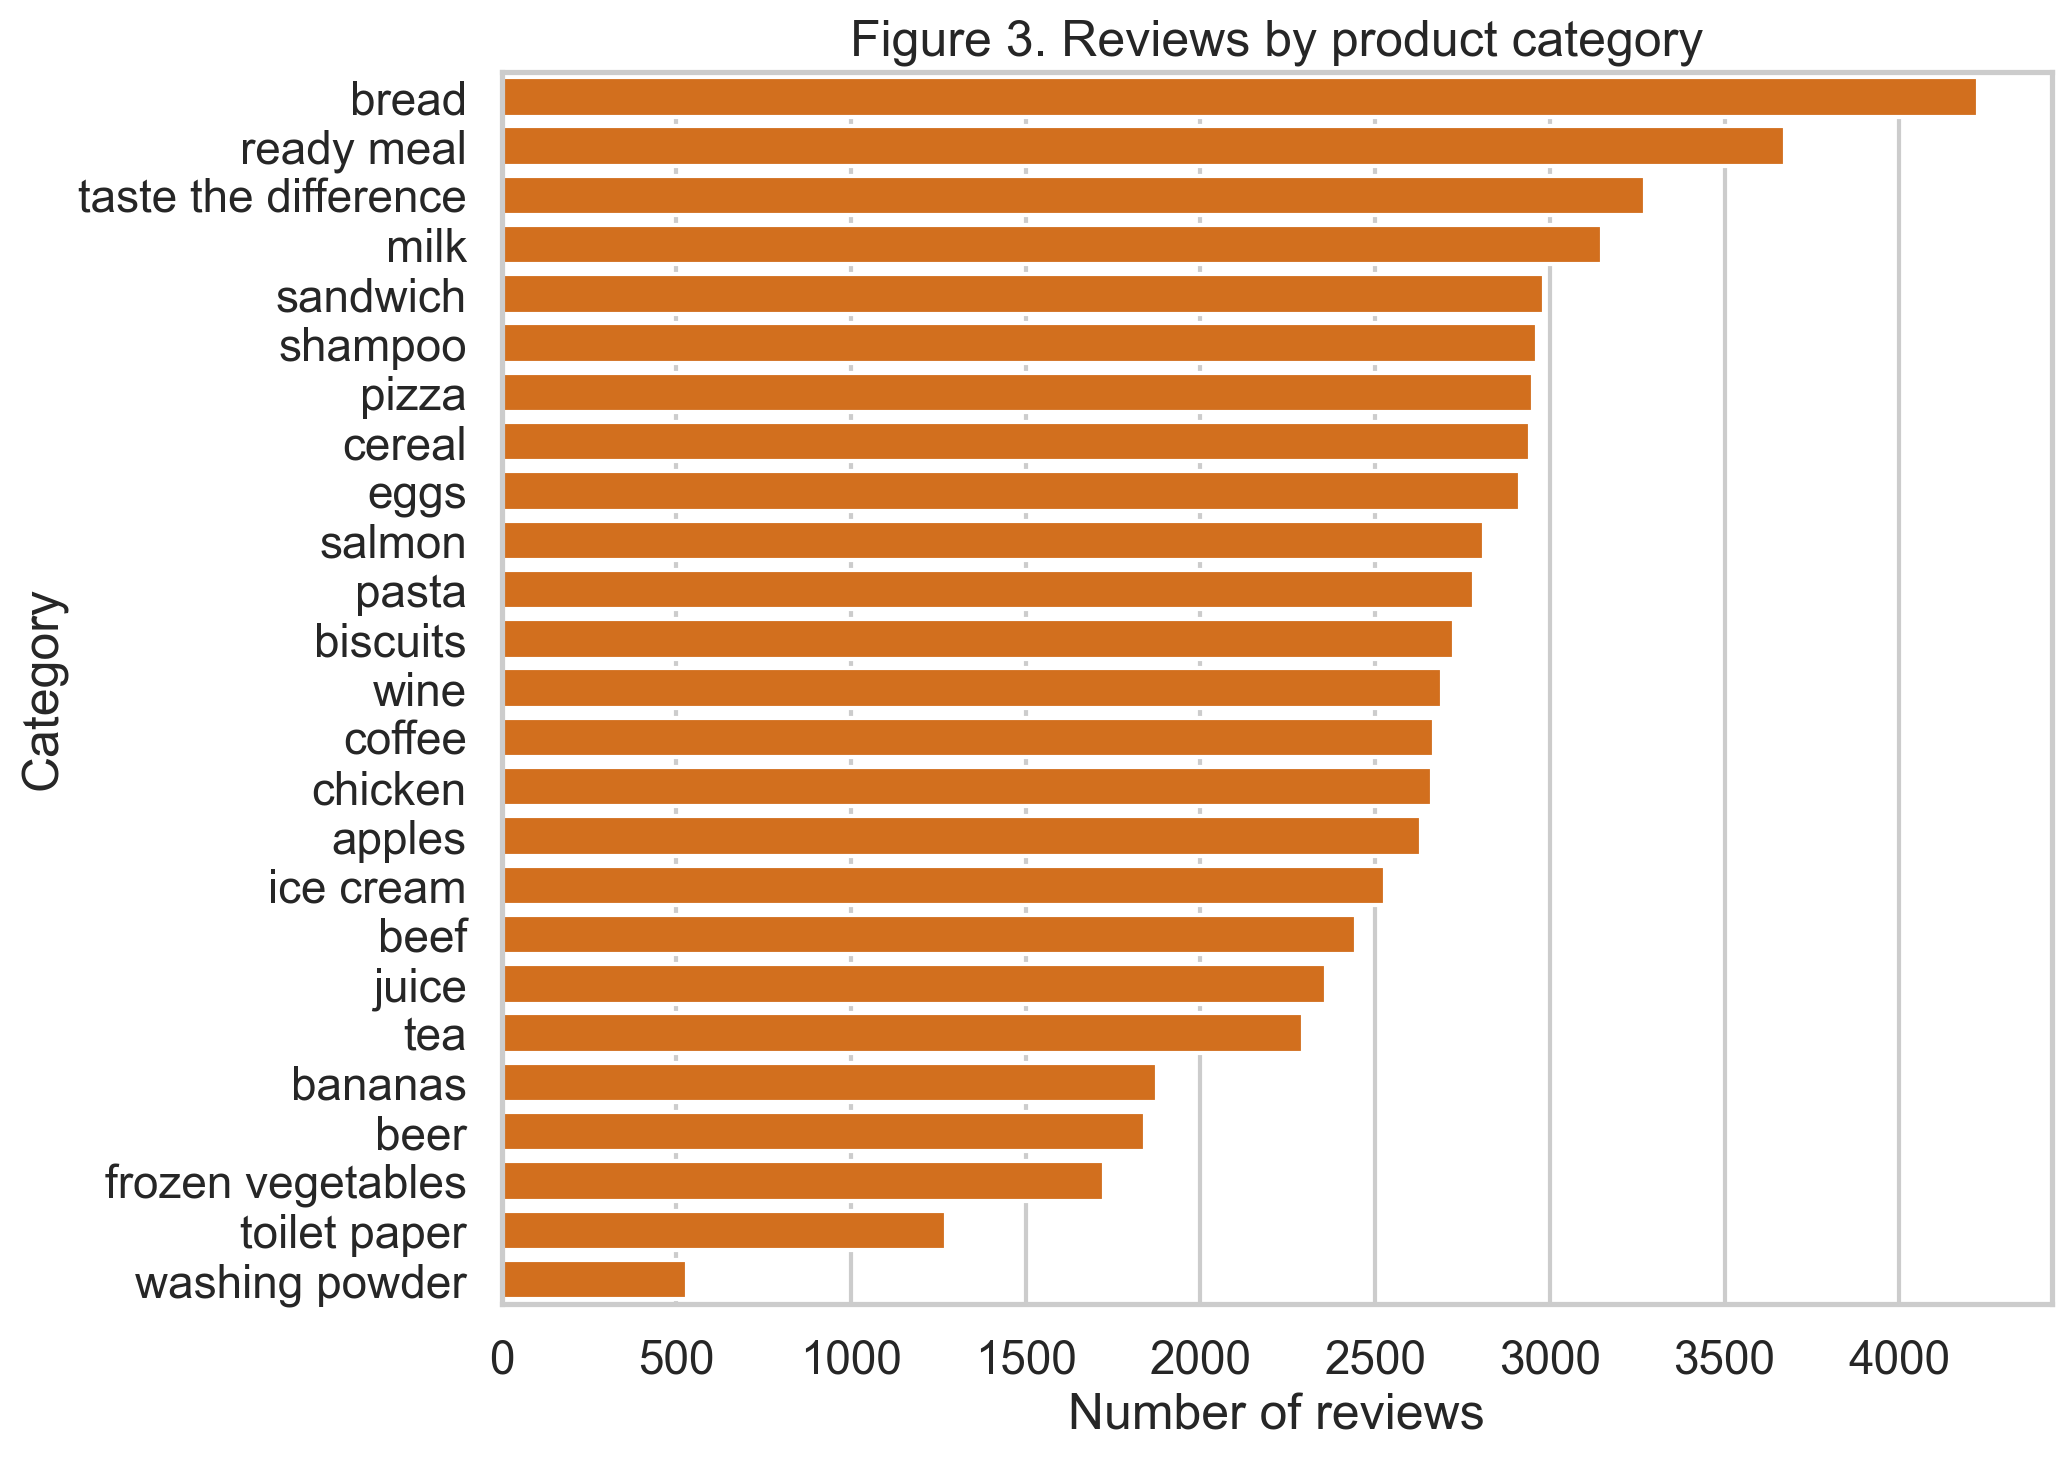 Figure 3. Reviews by product category
bread
ready meal
taste the difference
milk
sandwich
shampoo
pizza
cereal
eggs
salmon
pasta
biscuits
wine
coffee
chicken
apples
ice cream
beef
juice
tea
bananas
beer
frozen vegetables
toilet paper
washing powder
Category
0 500 1000 1500 2000 2500 3000 3500 4000
Number of reviews